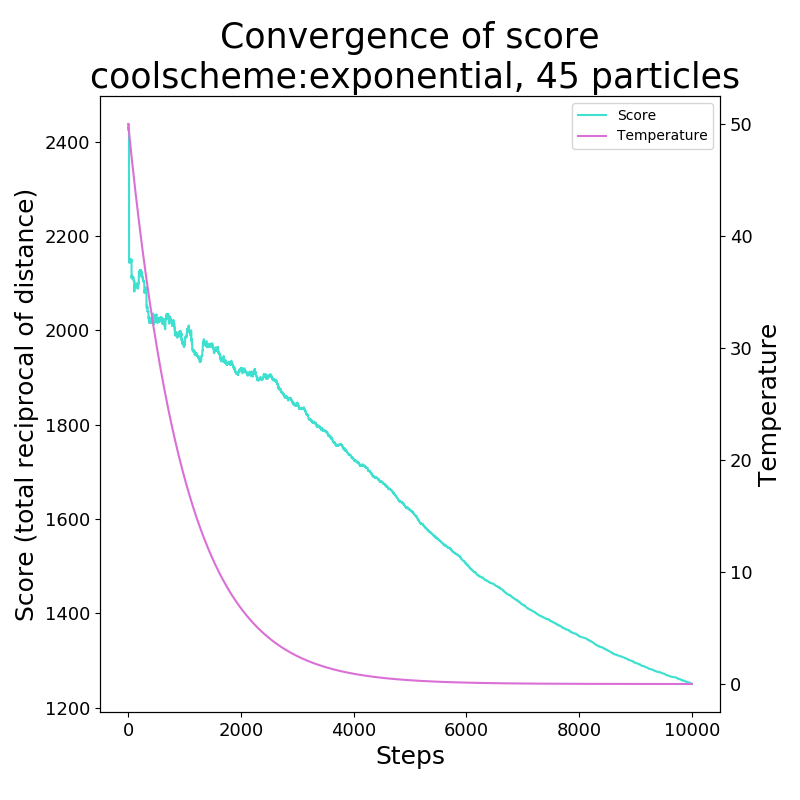 Convergence of score
coolscheme:exponential, 45 particles
Score
Temperature
2400
2200
2000
1800
1600
1400
1200
Score (total reciprocal of distance)
50
40
30
20
10
0
Temperature
0
2000
4000
6000
8000
10000
Steps